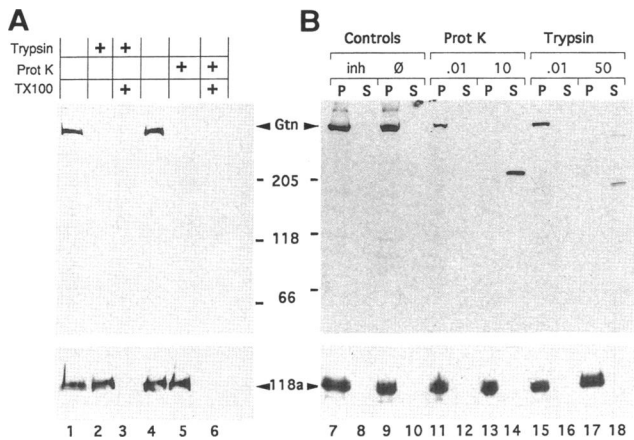 A
Trypsin + +
Prot K + +
TX100 + +
Gtn
205
118
66
118a
1 2 3 4 5 6
B
Controls Prot K Trypsin
inh Ø .01 10 .01 50
P S P S P S P S P S P S
7 8 9 10 11 12 13 14 15 16 17 18